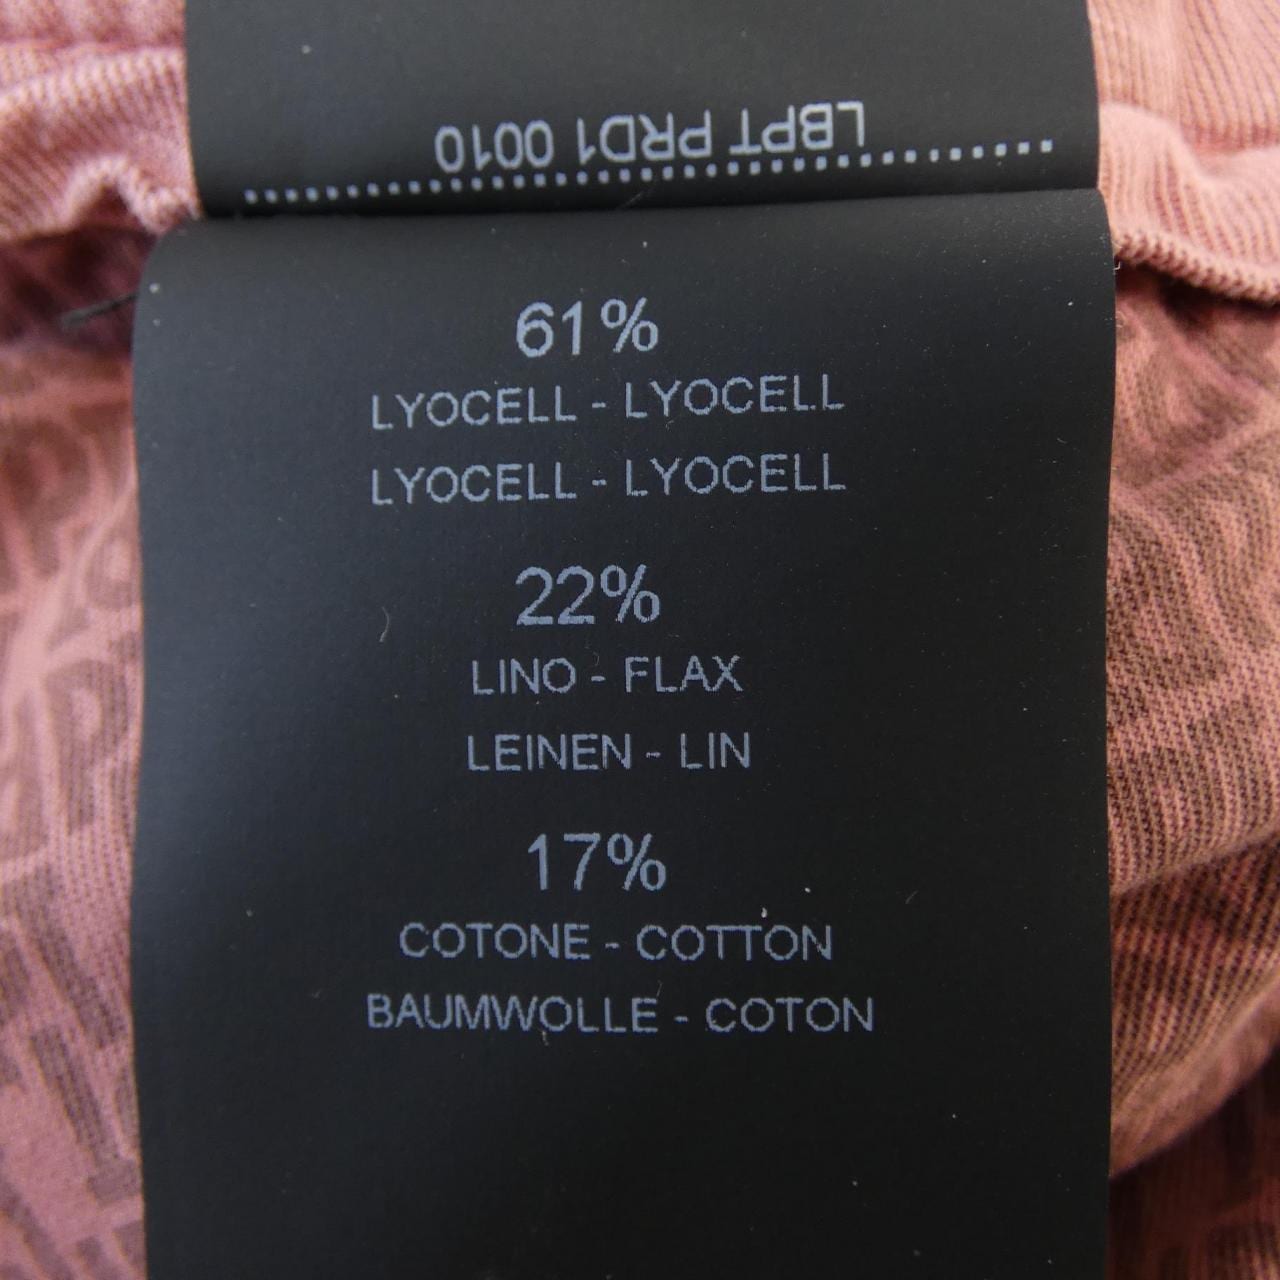 LBPT PRD1 0010
61%
LYOCELL - LYOCELL
LYOCELL - LYOCELL
22%
LINO - FLAX
LEINEN - LIN
17%
COTONE - COTTON
BAUMWOLLE - COTON